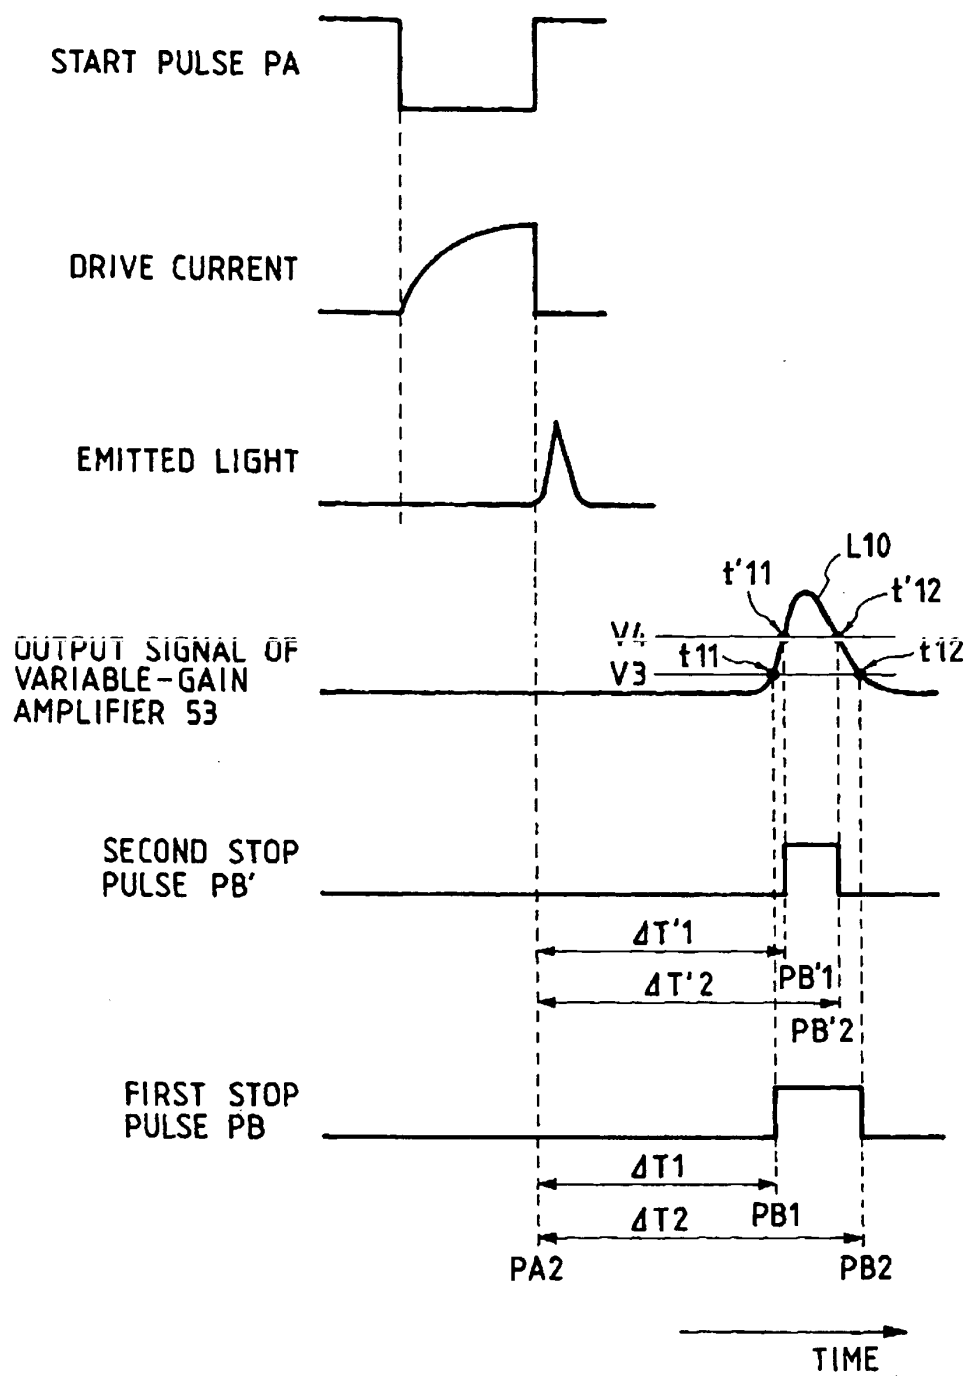 START PULSE PA
DRIVE CURRENT
EMITTED LIGHT
L10
t'11
t'12
V4
t11
t12
V3
OUTPUT SIGNAL OF
VARIABLE-GAIN
AMPLIFIER 53
SECOND STOP
PULSE PB'
ΔT'1
PB'1
ΔT'2
PB'2
FIRST STOP
PULSE PB
ΔT1
PB1
ΔT2
PA2
PB2
TIME